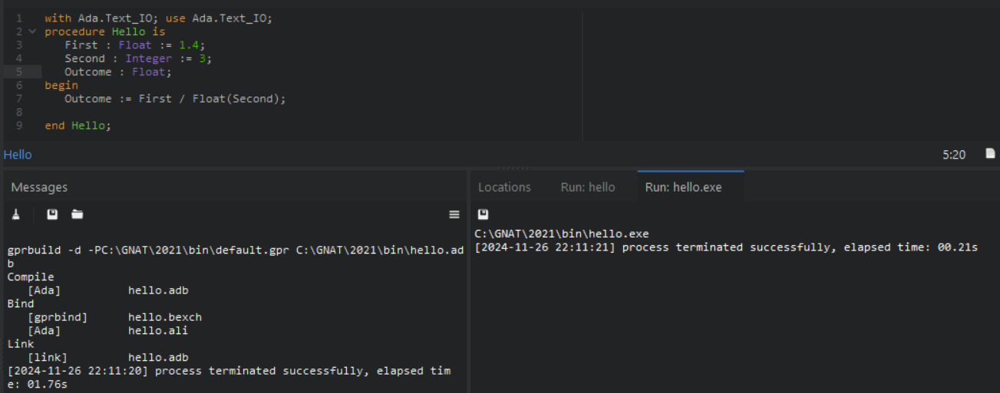 1 with Ada.Text_IO; use Ada.Text_IO;
2 procedure Hello is
3 First : Float := 1.4;
4 Second : Integer := 3;
5 Outcome : Float;
6 begin
7 Outcome := First / Float(Second);
8
9 end Hello;
Hello 5:20
Messages
gprbuild -d -PC:\GNAT\2021\bin\default.gpr C:\GNAT\2021\bin\hello.ad
b
Compile
[Ada] hello.adb
Bind
[gprbind] hello.bexch
[Ada] hello.ali
Link
[link] hello.adb
[2024-11-26 22:11:20] process terminated successfully, elapsed tim
e: 01.76s
Locations Run: hello Run: hello.exe
C:\GNAT\2021\bin\hello.exe
[2024-11-26 22:11:21] process terminated successfully, elapsed time: 00.21s